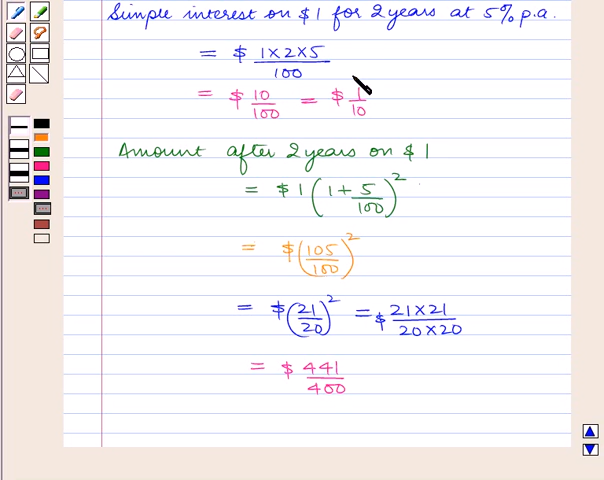 Simple interest on $1 for 2 years at 5% p.a.
= $ 1×2×5/100
= $ 10/100 = $ 1/10
Amount after 2 years on $1
= $1(1+5/100)²
= $(105/100)²
= $(21/20)² = $ 21×21/20×20
= $ 441/400